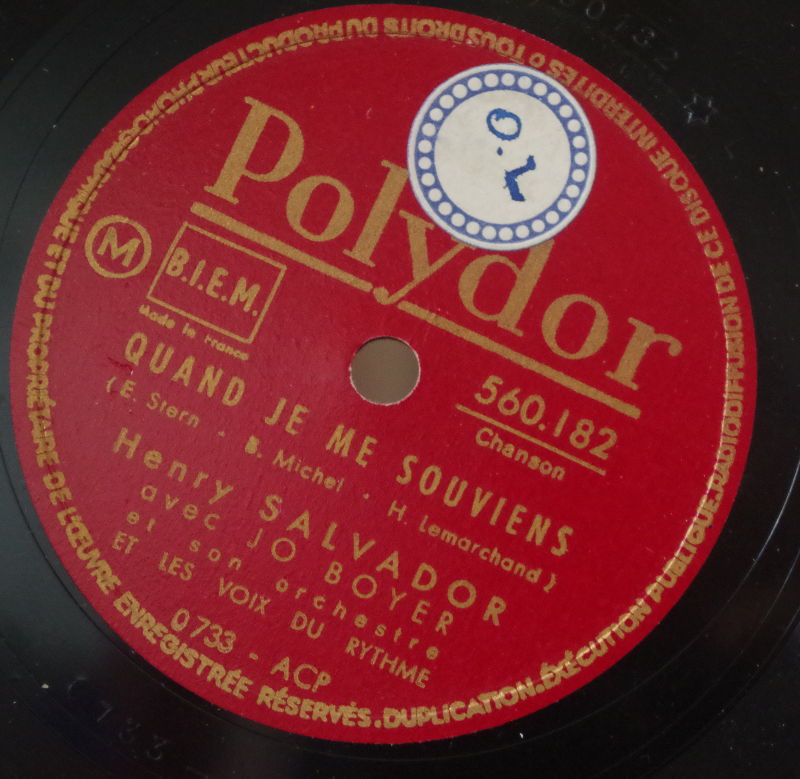 Polydor
O.L
M
B.I.E.M.
Made in France
560.182
Chanson
QUAND JE ME SOUVIENS
(E. Stern - B. Michel - H. Lemarchand)
Henry SALVADOR
avec JO BOYER
et son orchestre
ET LES VOIX DU RYTHME
0733 - ACP
TOUS DROITS DU PRODUCTEUR PHONOGRAPHIQUE ET DU PROPRIÉTAIRE DE L'ŒUVRE ENREGISTRÉE RÉSERVÉS. DUPLICATION. EXÉCUTION PUBLIQUE. RADIODIFFUSION DE CE DISQUE INTERDITES